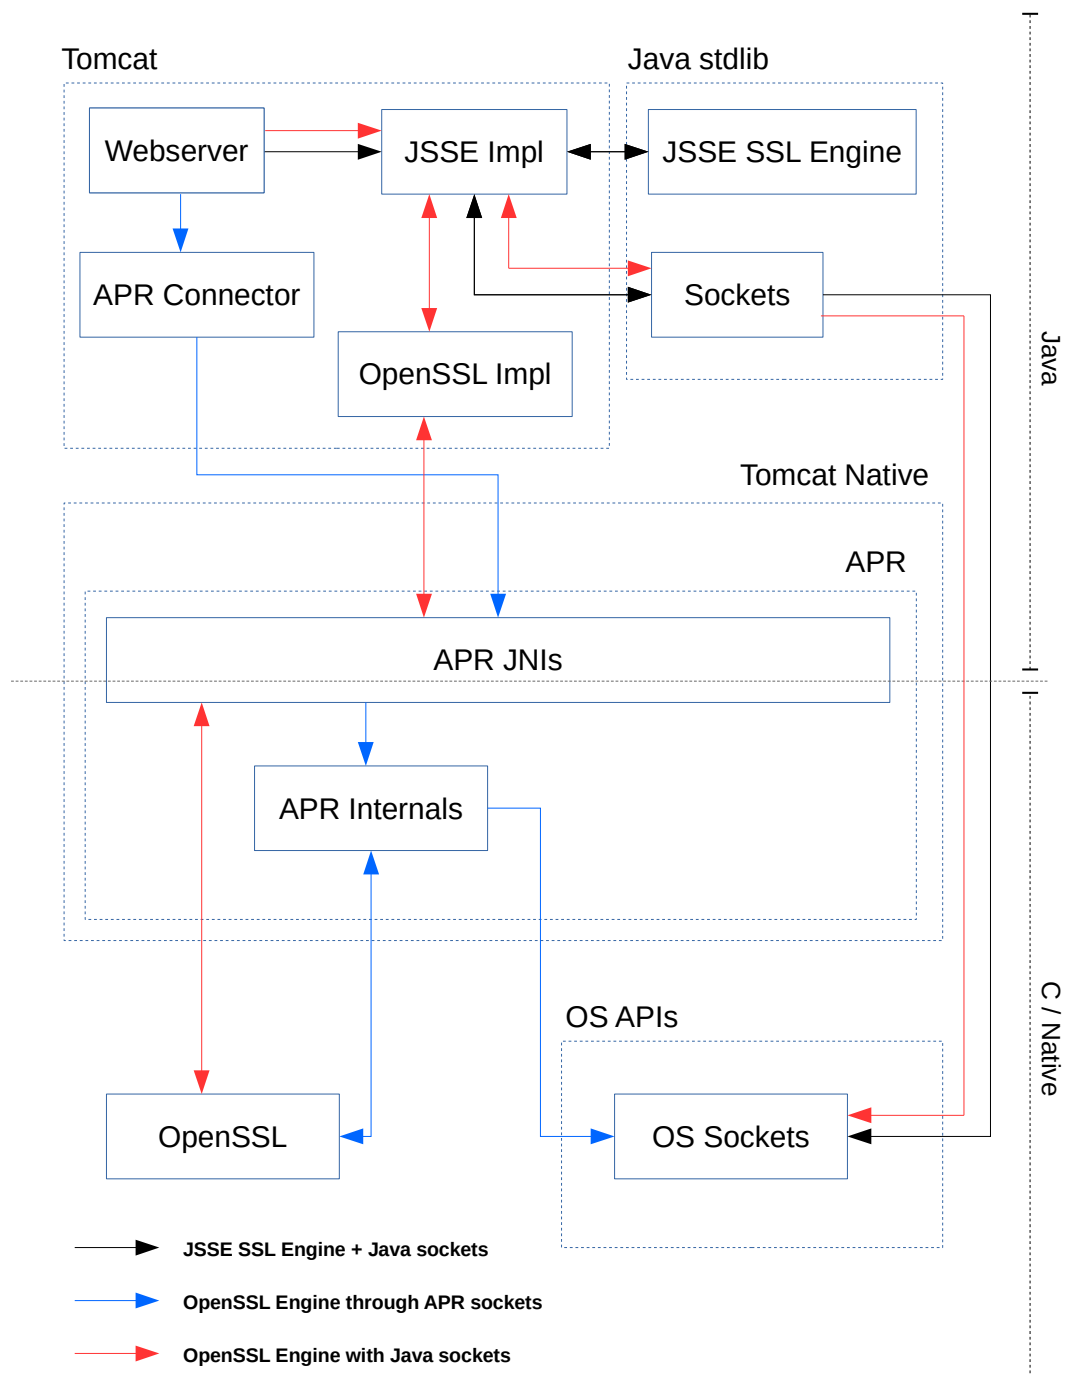 Tomcat
Java stdlib
Webserver
JSSE Impl
JSSE SSL Engine
APR Connector
Sockets
OpenSSL Impl
Java
Tomcat Native
APR
APR JNIs
APR Internals
C / Native
OS APIs
OpenSSL
OS Sockets
JSSE SSL Engine + Java sockets
OpenSSL Engine through APR sockets
OpenSSL Engine with Java sockets